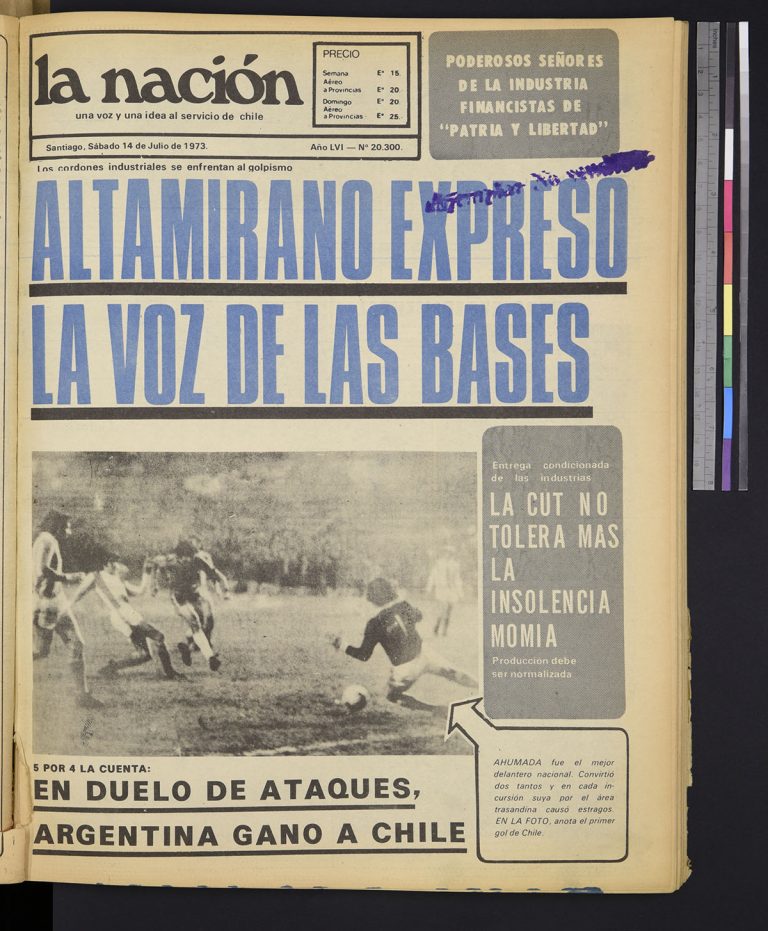 la nación
una voz y una idea al servicio de chile
PRECIO
Semana Eº 15.
Aéreo
a Provincias Eº 20.
Domingo Eº 20.
Aéreo
a Provincias Eº 25.
Santiago, Sábado 14 de Julio de 1973. Año LVI — Nº 20.300.
PODEROSOS SEÑORES
DE LA INDUSTRIA
FINANCISTAS DE
"PATRIA Y LIBERTAD"
Los cordones industriales se enfrentan al golpismo
ALTAMIRANO EXPRESO
LA VOZ DE LAS BASES
Entrega condicionada
de las industrias
LA CUT NO
TOLERA MAS
LA
INSOLENCIA
MOMIA
Produccion debe
ser normalizada
5 POR 4 LA CUENTA:
EN DUELO DE ATAQUES,
ARGENTINA GANO A CHILE
AHUMADA fue el mejor
delantero nacional. Convirtió
dos tantos y en cada in-
cursión suya por el área
trasandina causó estragos.
EN LA FOTO, anota el primer
gol de Chile.